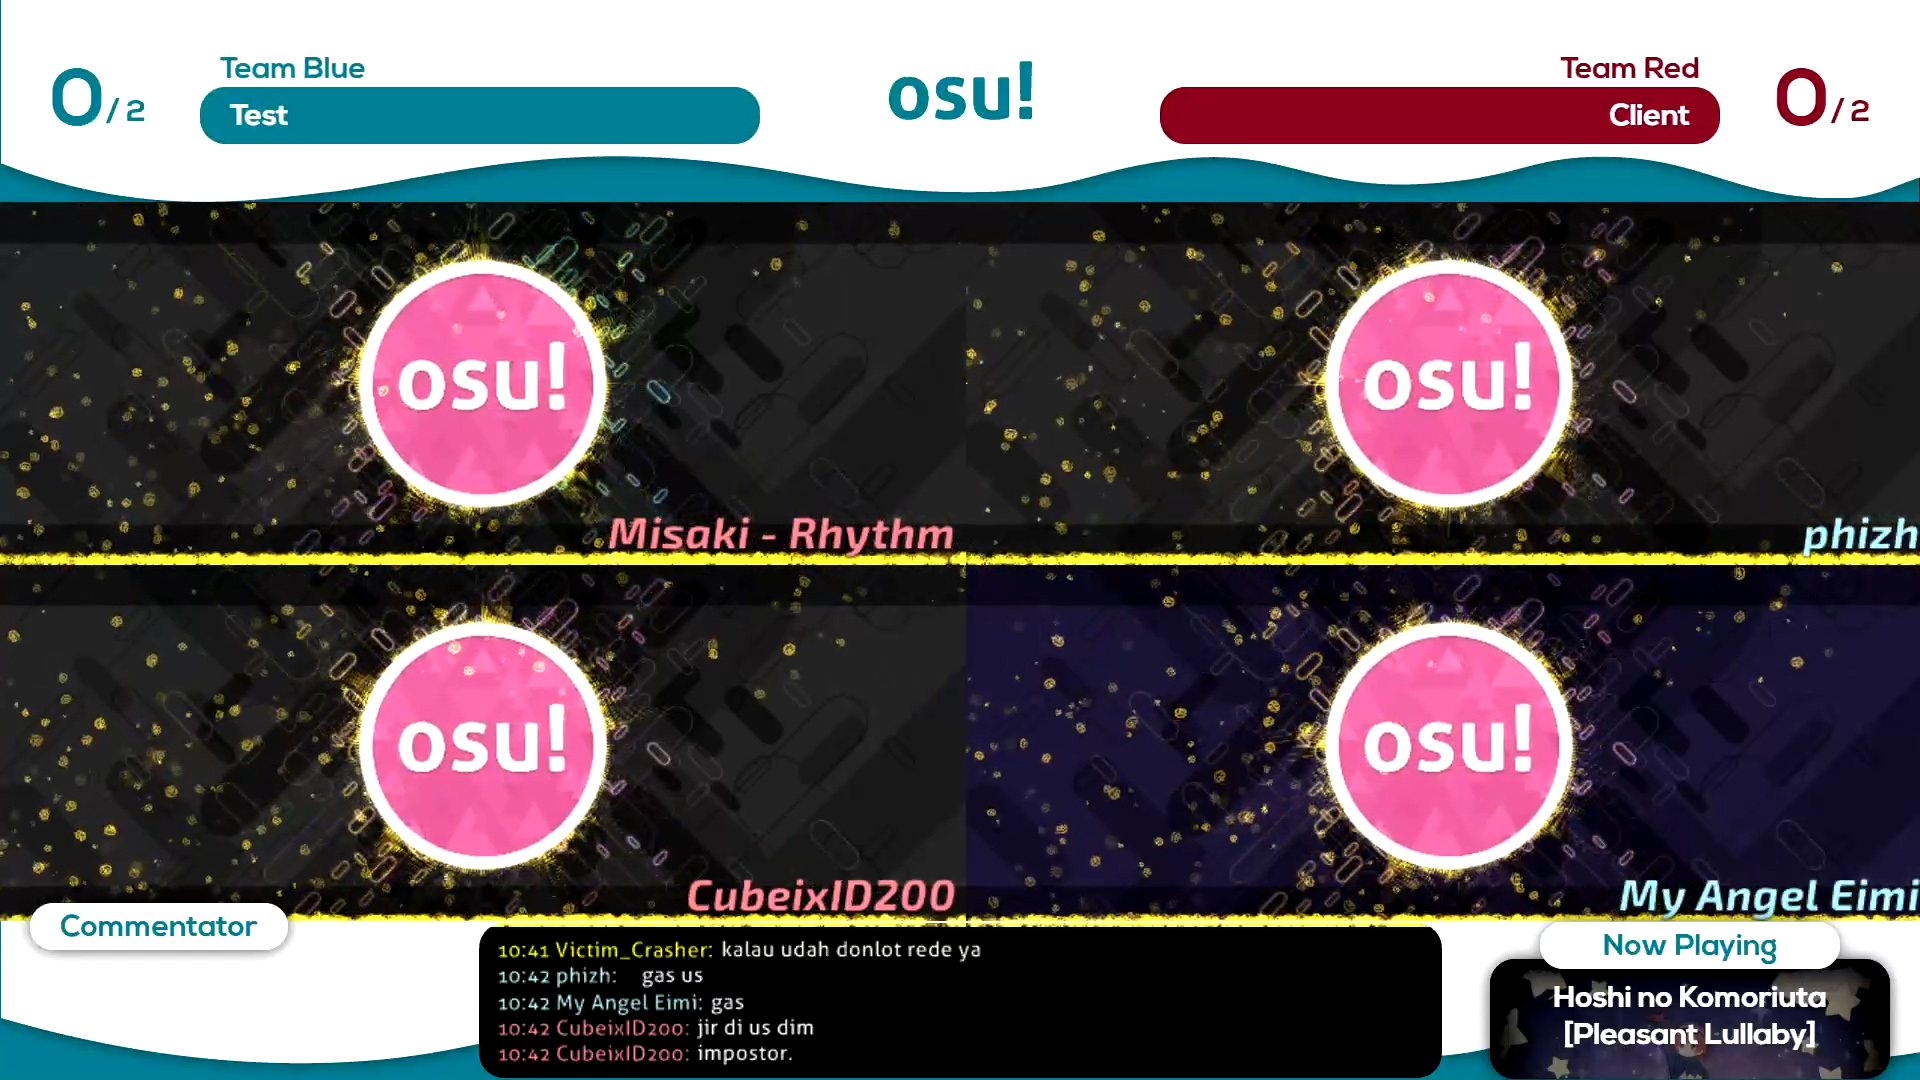 0/2
Team Blue
Test
osu!
Team Red
Client
0/2
osu!
Misaki - Rhythm
osu!
phizh
osu!
CubeixID200
osu!
My Angel Eimi
Commentator
10:41 Victim_Crasher: kalau udah donlot rede ya
10:42 phizh: gas us
10:42 My Angel Eimi: gas
10:42 CubeixID200: jir di us dim
10:42 CubeixID200: impostor.
Now Playing
Hoshi no Komoriuta
[Pleasant Lullaby]